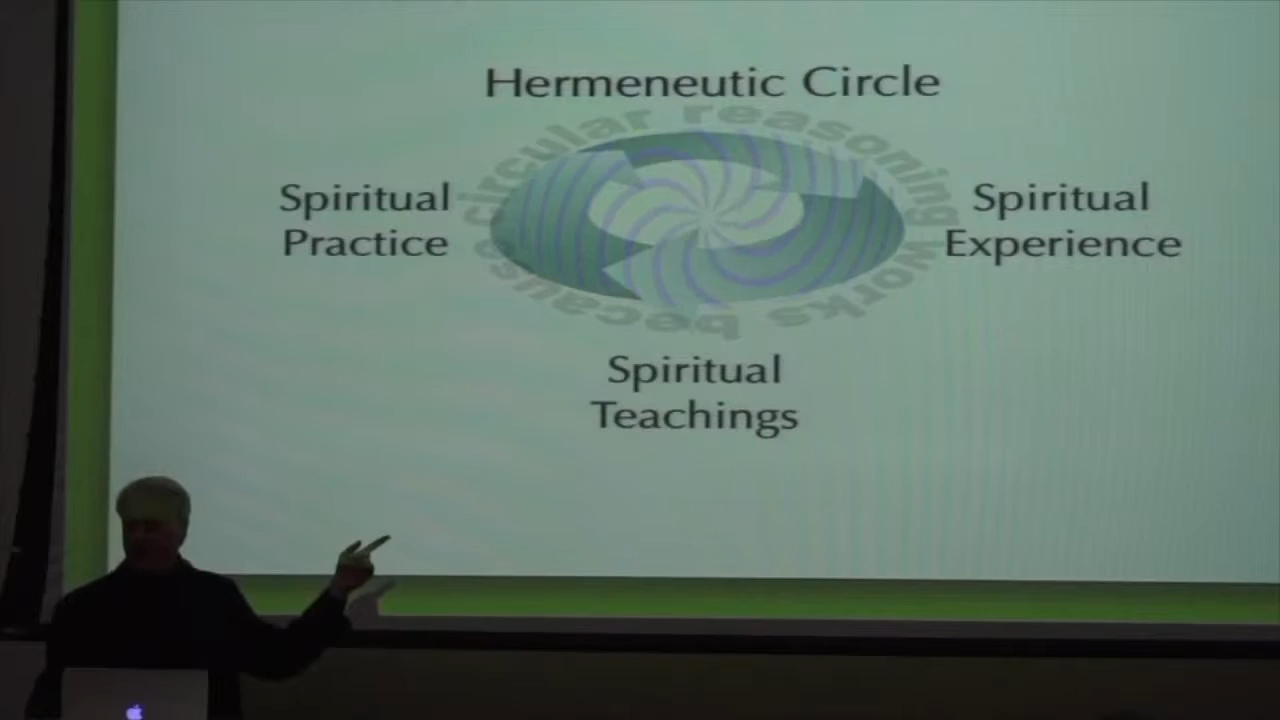 Hermeneutic Circle
circular reasoning works because
Spiritual
Practice
Spiritual
Experience
Spiritual
Teachings